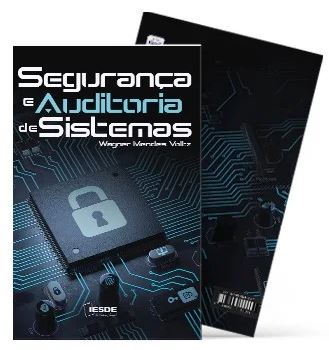 Segurança
e Auditoria
de Sistemas
Wagner Mendes Voltz
IESDE